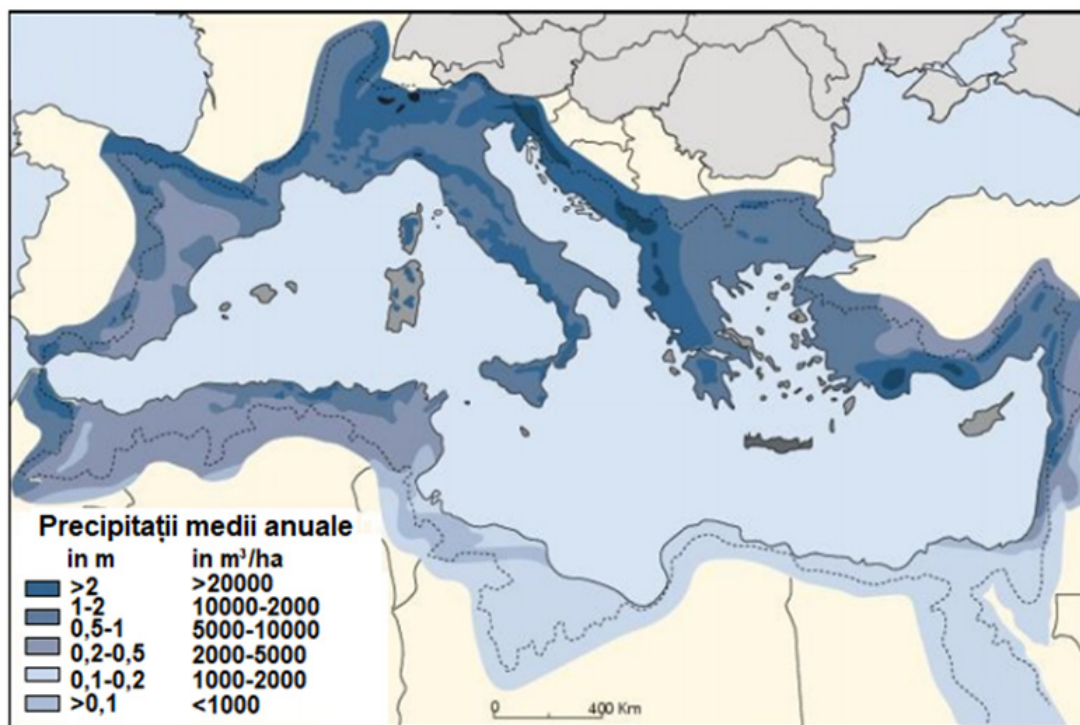 Precipitații medii anuale
in m in m³/ha
>2 >20000
1-2 10000-2000
0,5-1 5000-10000
0,2-0,5 2000-5000
0,1-0,2 1000-2000
>0,1 <1000
0 400 Km